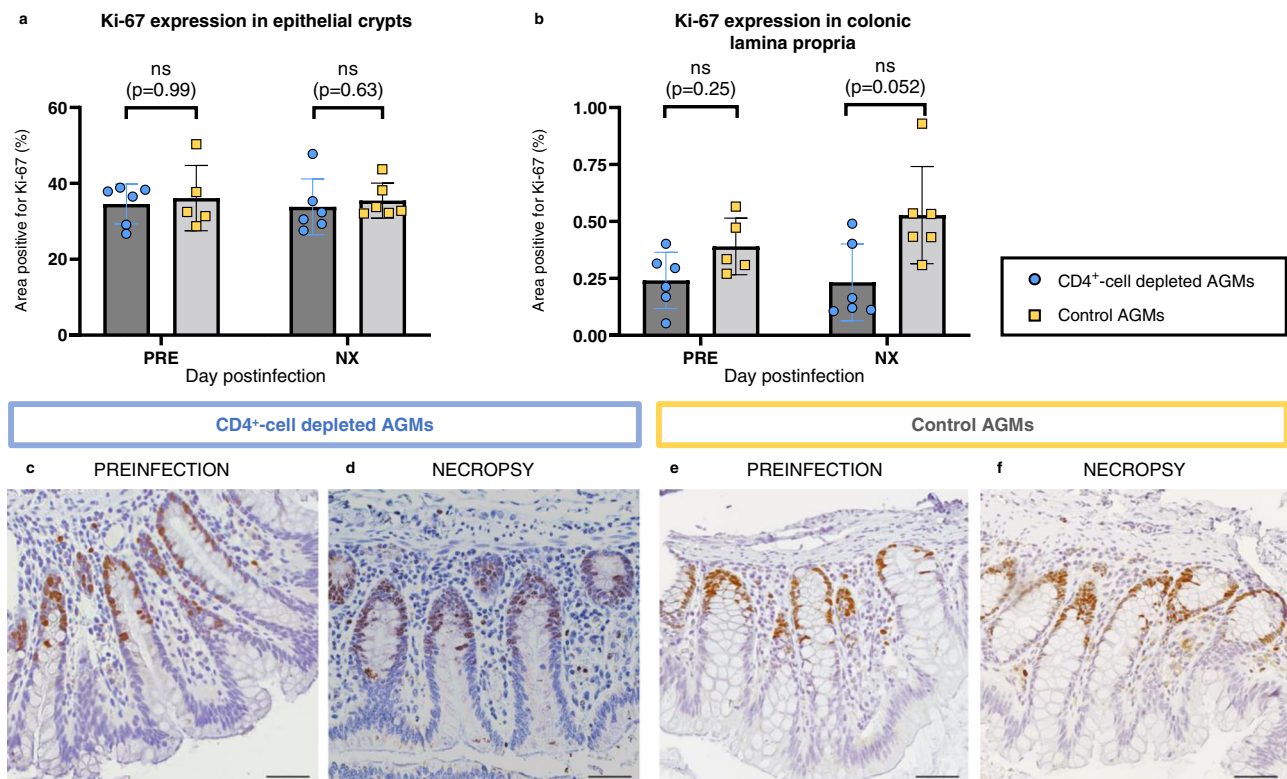 a
Ki-67 expression in epithelial crypts
ns
(p=0.99)
ns
(p=0.63)
Area positive for Ki-67 (%)
60
40
20
0
PRE
NX
Day postinfection
b
Ki-67 expression in colonic
lamina propria
ns
(p=0.25)
ns
(p=0.052)
Area positive for Ki-67 (%)
1.00
0.75
0.50
0.25
0.00
PRE
NX
Day postinfection
CD4⁺-cell depleted AGMs
Control AGMs
CD4⁺-cell depleted AGMs
Control AGMs
c
PREINFECTION
d
NECROPSY
e
PREINFECTION
f
NECROPSY